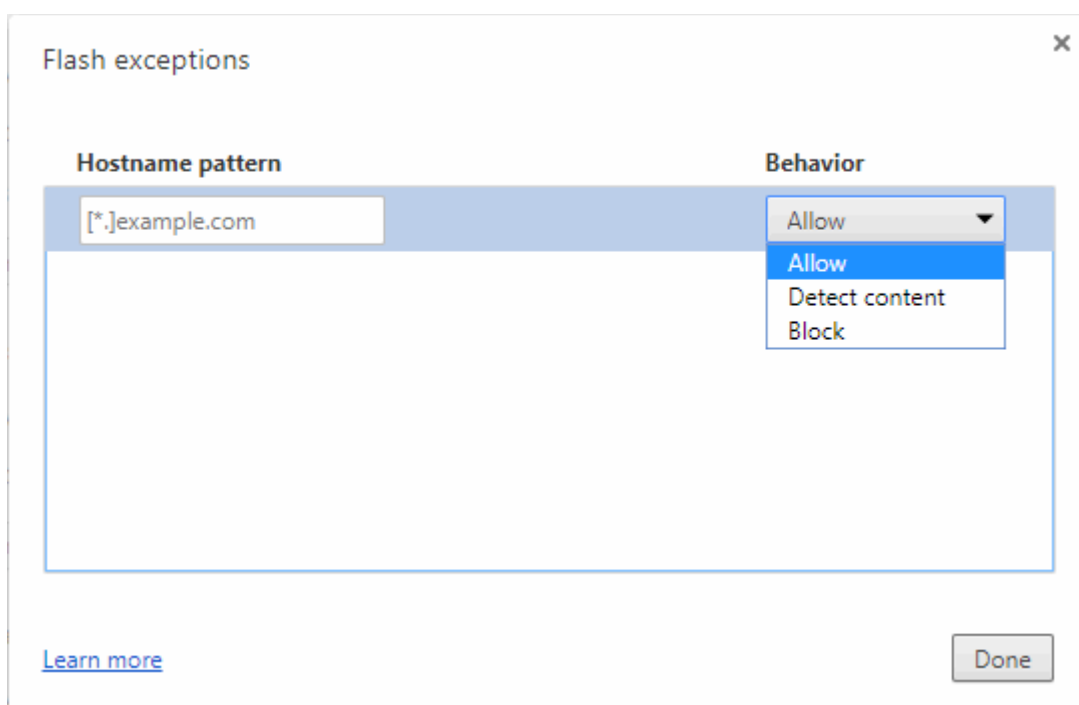 Flash exceptions
Hostname pattern Behavior
[*.]example.com Allow
Allow
Detect content
Block
Learn more Done